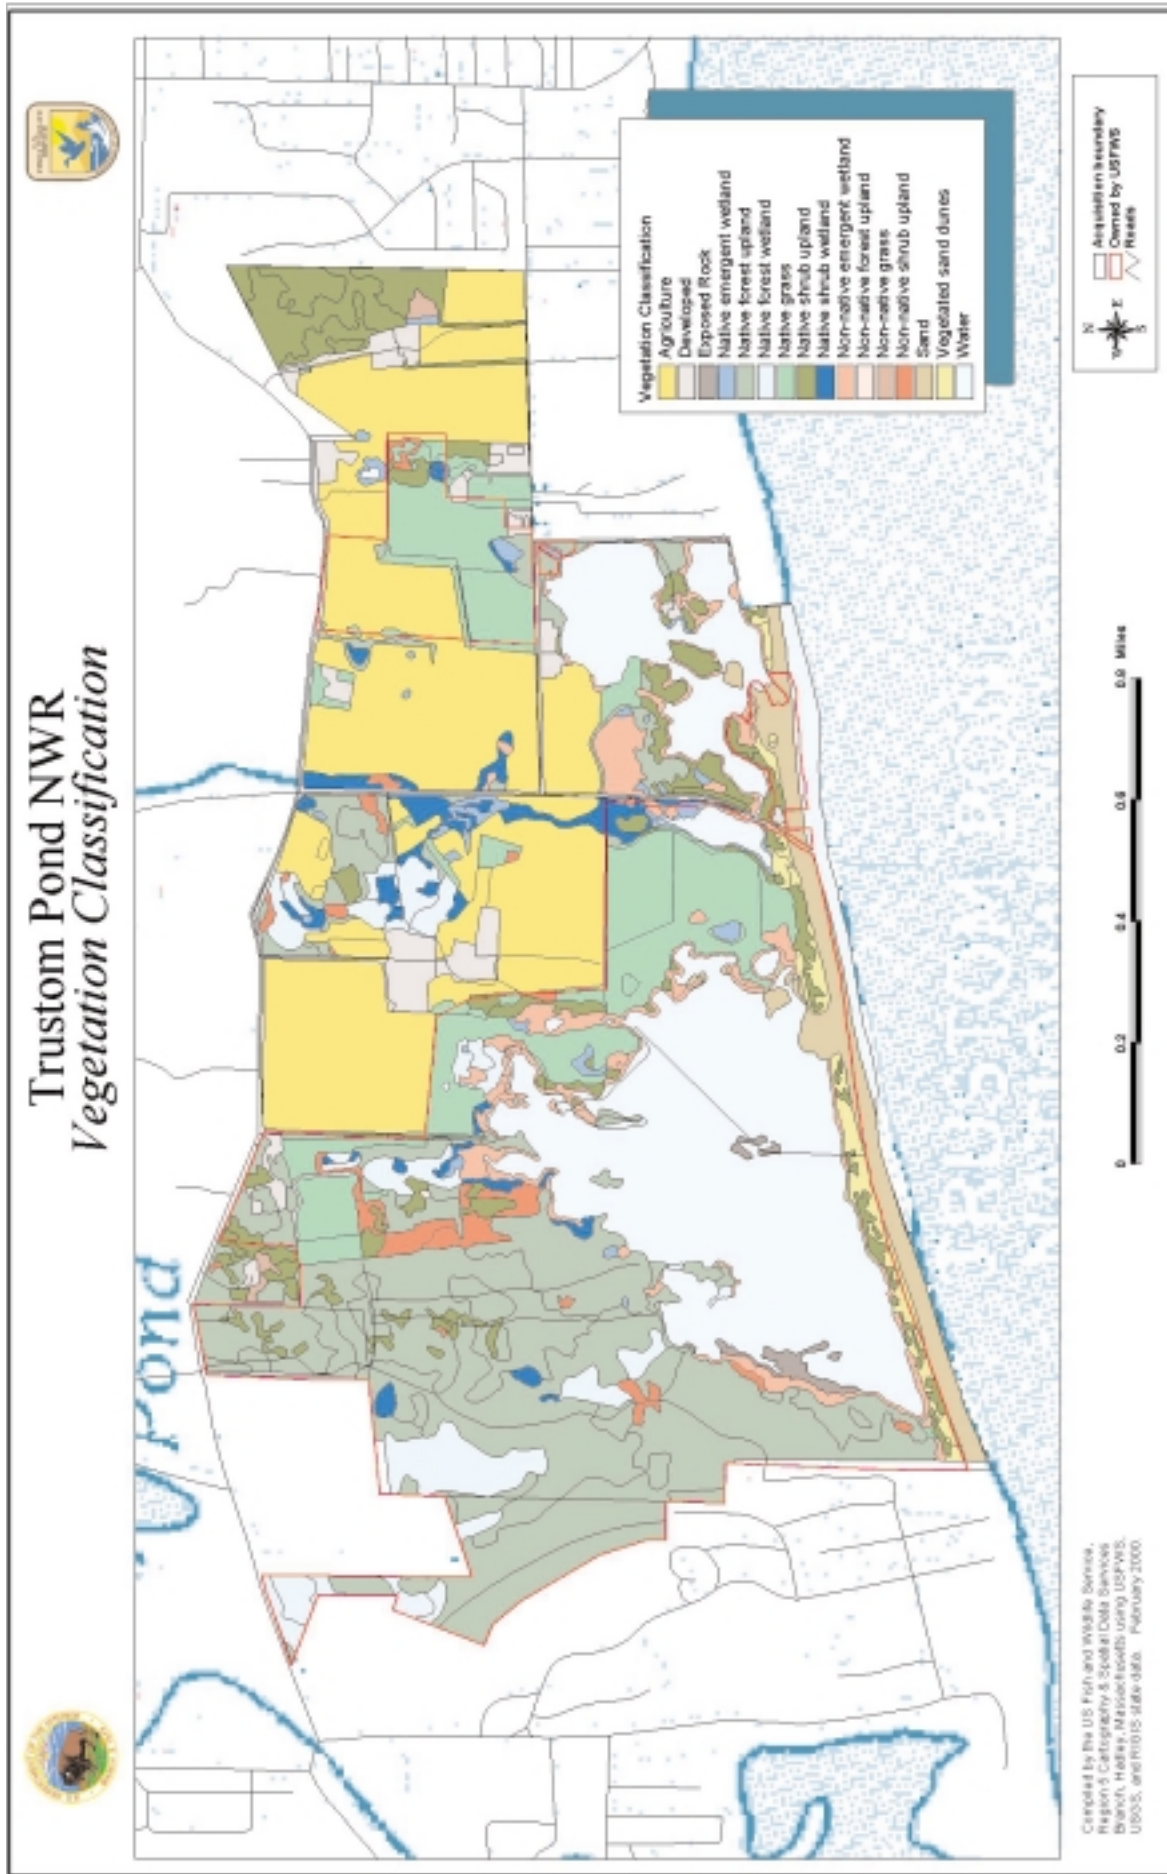 Trustom Pond NWR
Vegetation Classification
Pond
Vegetation Classification
Agriculture
Developed
Exposed Rock
Native emergent wetland
Native forest upland
Native forest wetland
Native grass
Native shrub upland
Native shrub wetland
Non-native emergent wetland
Non-native forest upland
Non-native grass
Non-native shrub upland
Sand
Vegetated sand dunes
Water
Acquisition boundary
Owned by USFWS
Roads
N
E
S
0 0.2 0.4 0.6 0.8 Miles
Compiled by the US Fish and Wildlife Service,
Region 5 Cartography & Spatial Data Services
Branch, Hadley, Massachusetts using USFWS,
USGS, and RIGIS state data. February 2000.